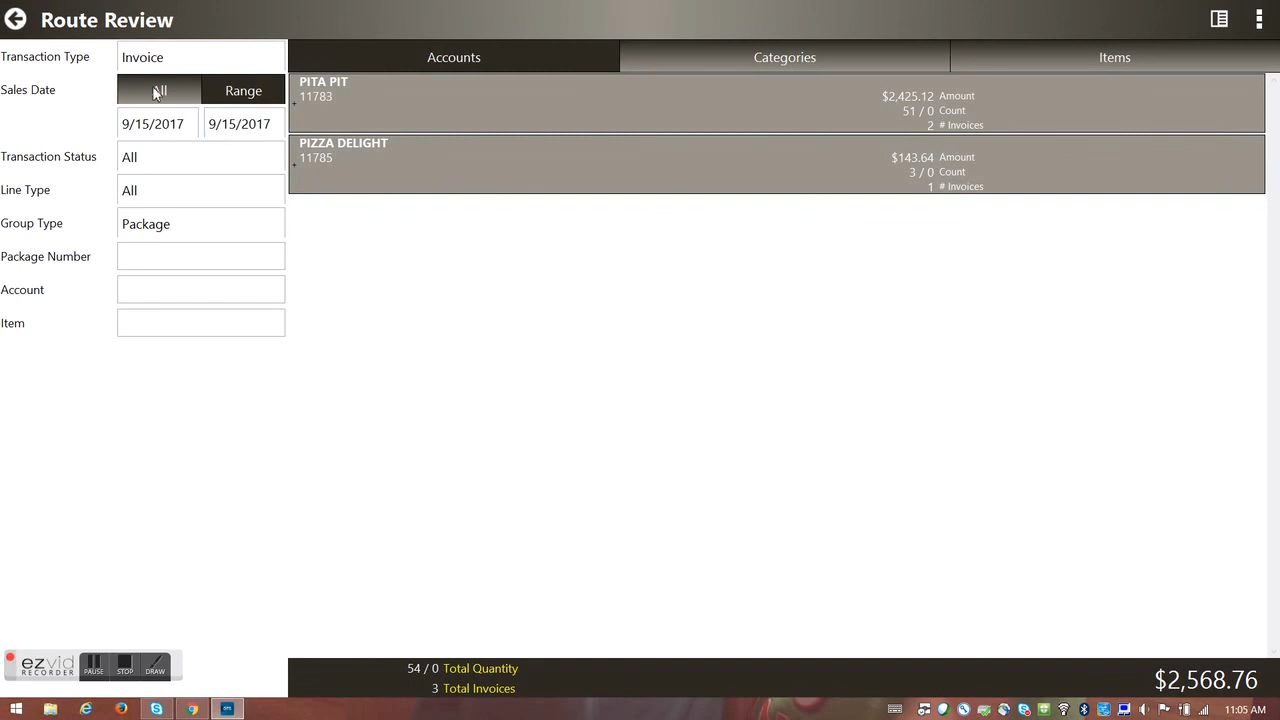 Route Review
Transaction Type
Invoice
Sales Date
All
Range
9/15/2017
9/15/2017
Transaction Status
All
Line Type
All
Group Type
Package
Package Number
Account
Item
Accounts
Categories
Items
PITA PIT
11783
$2,425.12 Amount
51 / 0 Count
2 # Invoices
PIZZA DELIGHT
11785
$143.64 Amount
3 / 0 Count
1 # Invoices
54 / 0 Total Quantity
3 Total Invoices
$2,568.76
ezvid
RECORDER
PAUSE
STOP
DRAW
11:05 AM